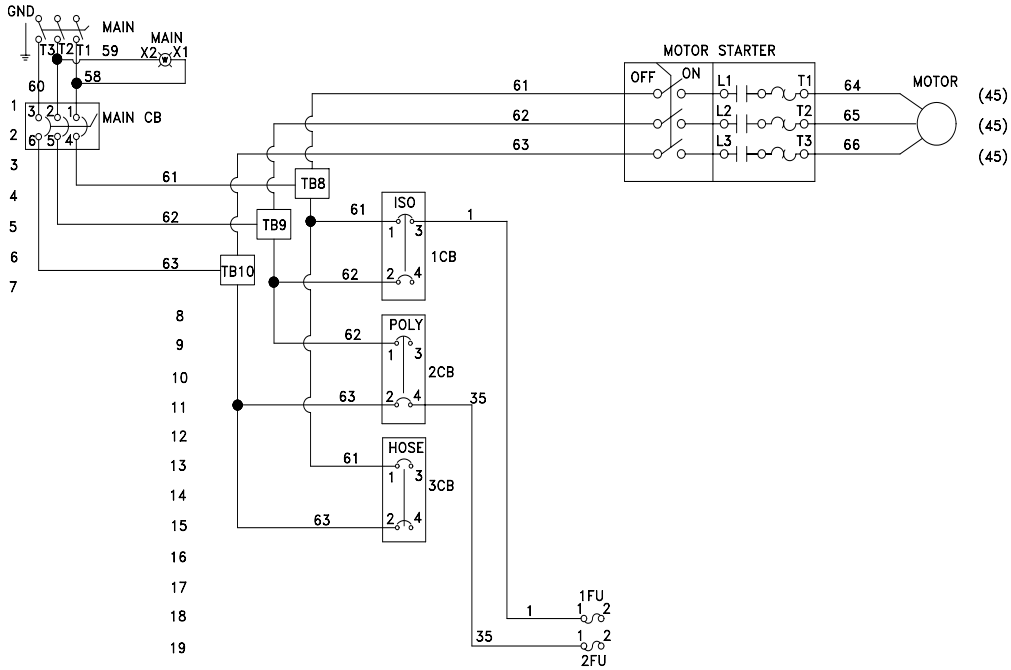 GND
MAIN
T3 T2 T1 59
MAIN
X2 W X1
58
60
MOTOR STARTER
OFF ON L1 T1 64 MOTOR
61
(45)
1
3 2 1 MAIN CB
62
L2 T2 65
(45)
2
6 5 4
63
L3 T3 66
(45)
3
61 TB8
4
ISO
62 TB9 61 1 3 1
5
1CB
6
63 TB10 62 2 4
7
8
POLY
9
62 1 3
2CB
10
63 2 4 35
11
12
HOSE
13
61 1 3
3CB
14
15
63 2 4
16
17
1FU
18
1 1 2
19
35 1 2
2FU